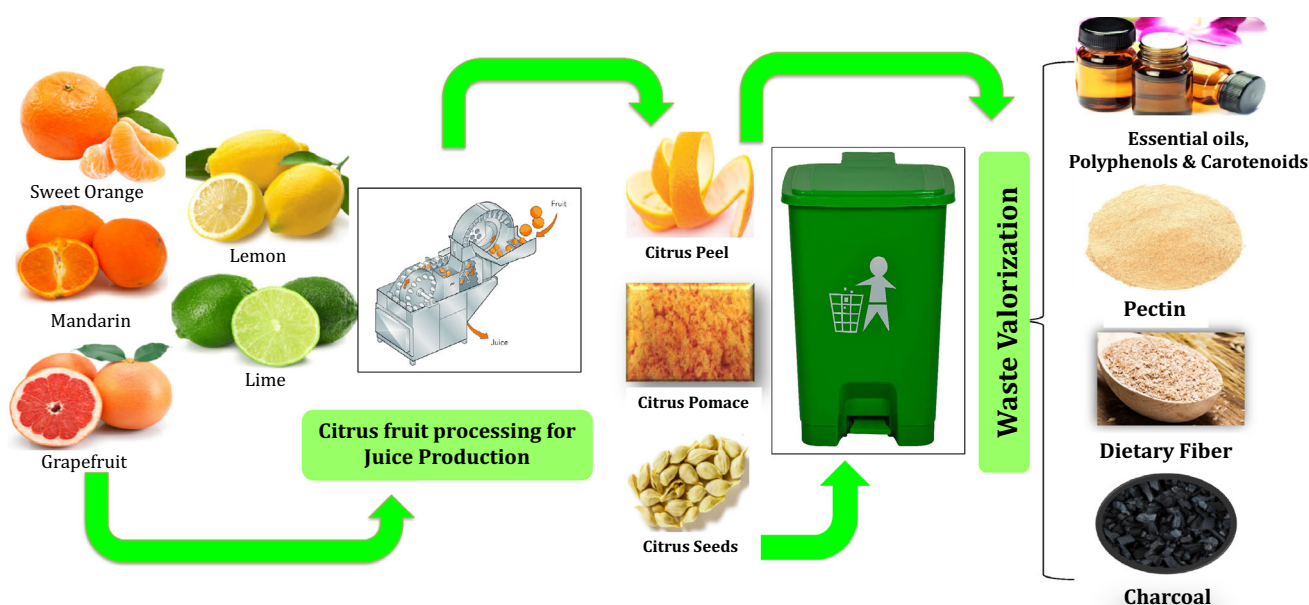 Sweet Orange
Lemon
Mandarin
Lime
Grapefruit
Fruit
Juice
Citrus fruit processing for
Juice Production
Citrus Peel
Citrus Pomace
Citrus Seeds
Waste Valorization
Essential oils,
Polyphenols & Carotenoids
Pectin
Dietary Fiber
Charcoal